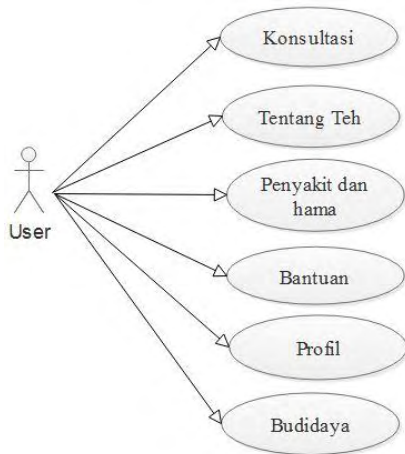 Konsultasi
Tentang Teh
Penyakit dan
hama
User
Bantuan
Profil
Budidaya